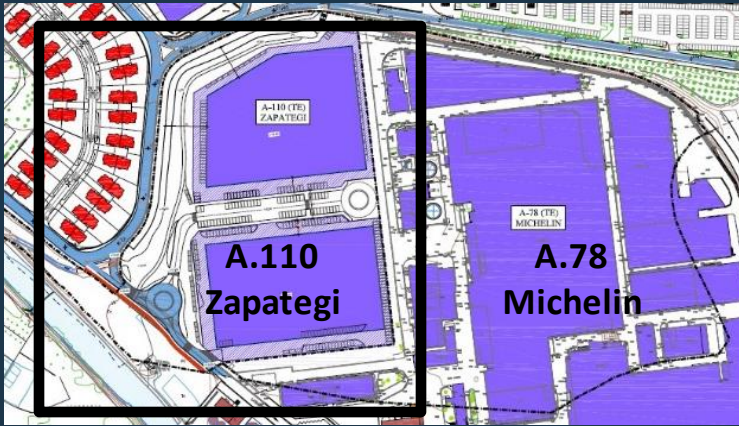 A-110 (TE)
ZAPATEGI
A-78 (TE)
MICHELIN
A.110
Zapategi
A.78
Michelin